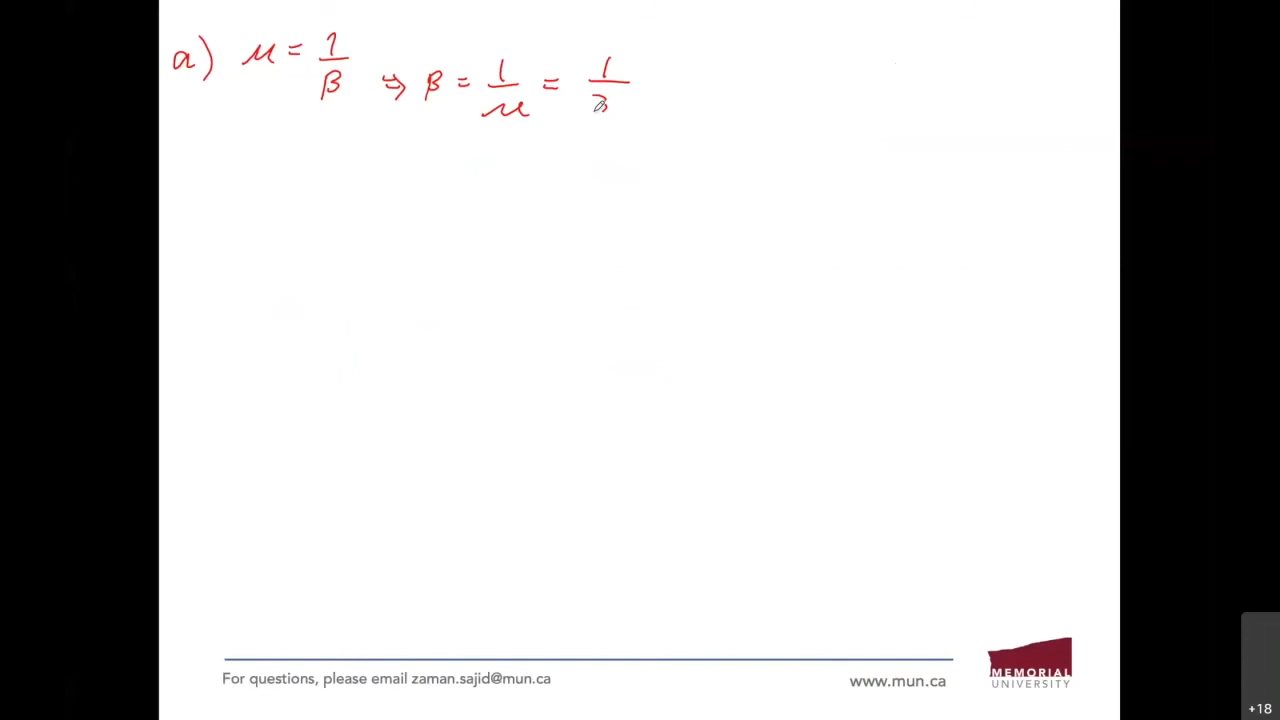 a) μ = 1/β ⇒ β = 1/μ = 1/3
For questions, please email zaman.sajid@mun.ca
www.mun.ca
MEMORIAL
UNIVERSITY
+18